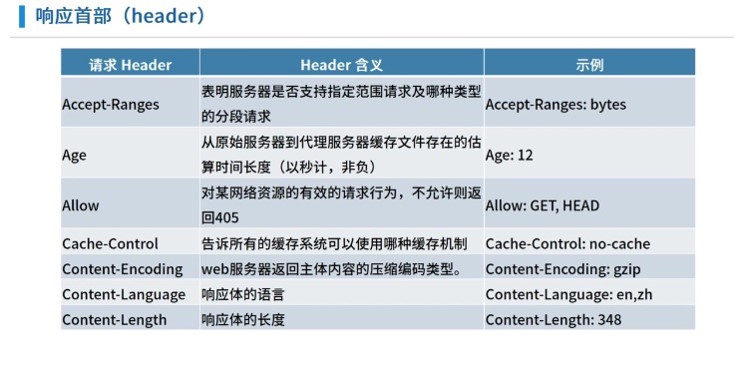 响应首部（header）
请求 Header Header 含义 示例
Accept-Ranges 表明服务器是否支持指定范围请求及哪种类型的分段请求 Accept-Ranges: bytes
Age 从原始服务器到代理服务器缓存文件存在的估算时间长度（以秒计，非负） Age: 12
Allow 对某网络资源的有效的请求行为，不允许则返回405 Allow: GET, HEAD
Cache-Control 告诉所有的缓存系统可以使用哪种缓存机制 Cache-Control: no-cache
Content-Encoding web服务器返回主体内容的压缩编码类型。 Content-Encoding: gzip
Content-Language 响应体的语言 Content-Language: en,zh
Content-Length 响应体的长度 Content-Length: 348